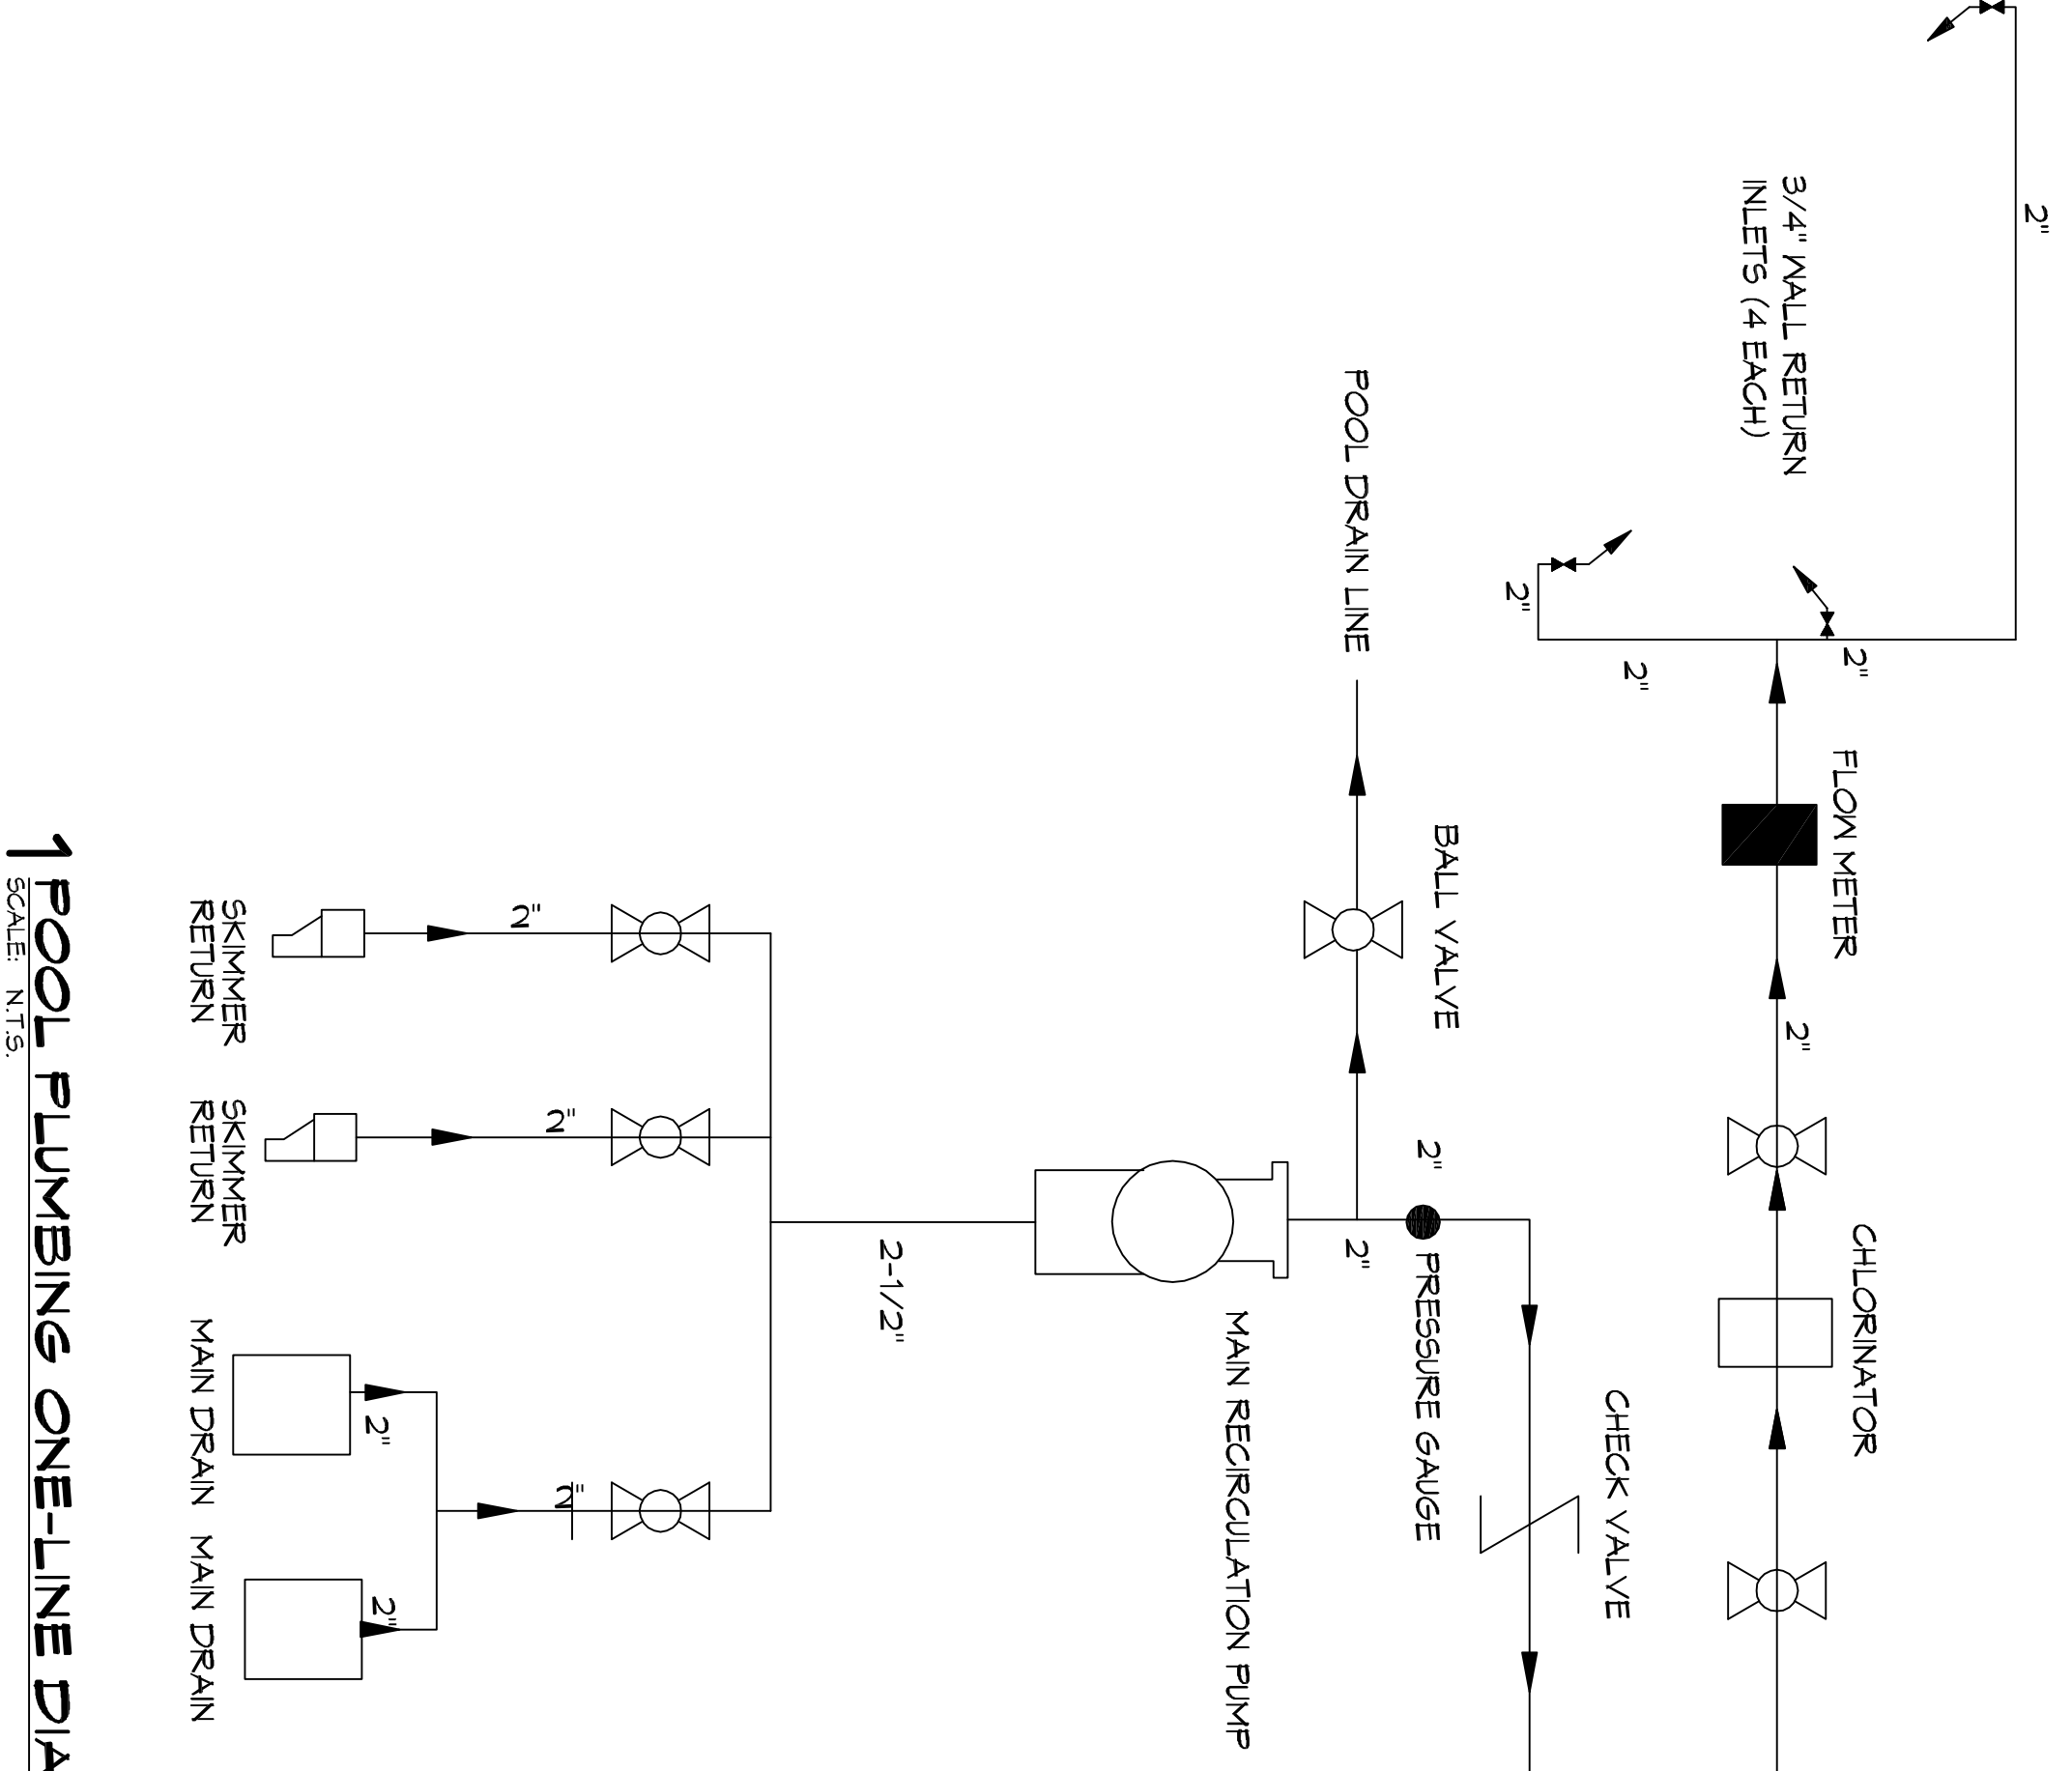 2"
3/4" WALL RETURN
INLETS (4 EACH)
2"
2"
2"
FLOW METER
2"
CHLORINATOR
POOL DRAIN LINE
BALL VALVE
2"
2"
PRESSURE GAUGE
CHECK VALVE
MAIN RECIRCULATION PUMP
2-1/2"
2"
2"
2"
2"
2"
SKIMMER
RETURN
SKIMMER
RETURN
MAIN DRAIN
MAIN DRAIN
1 POOL PLUMBING ONE-LINE DIA
SCALE: N.T.S.